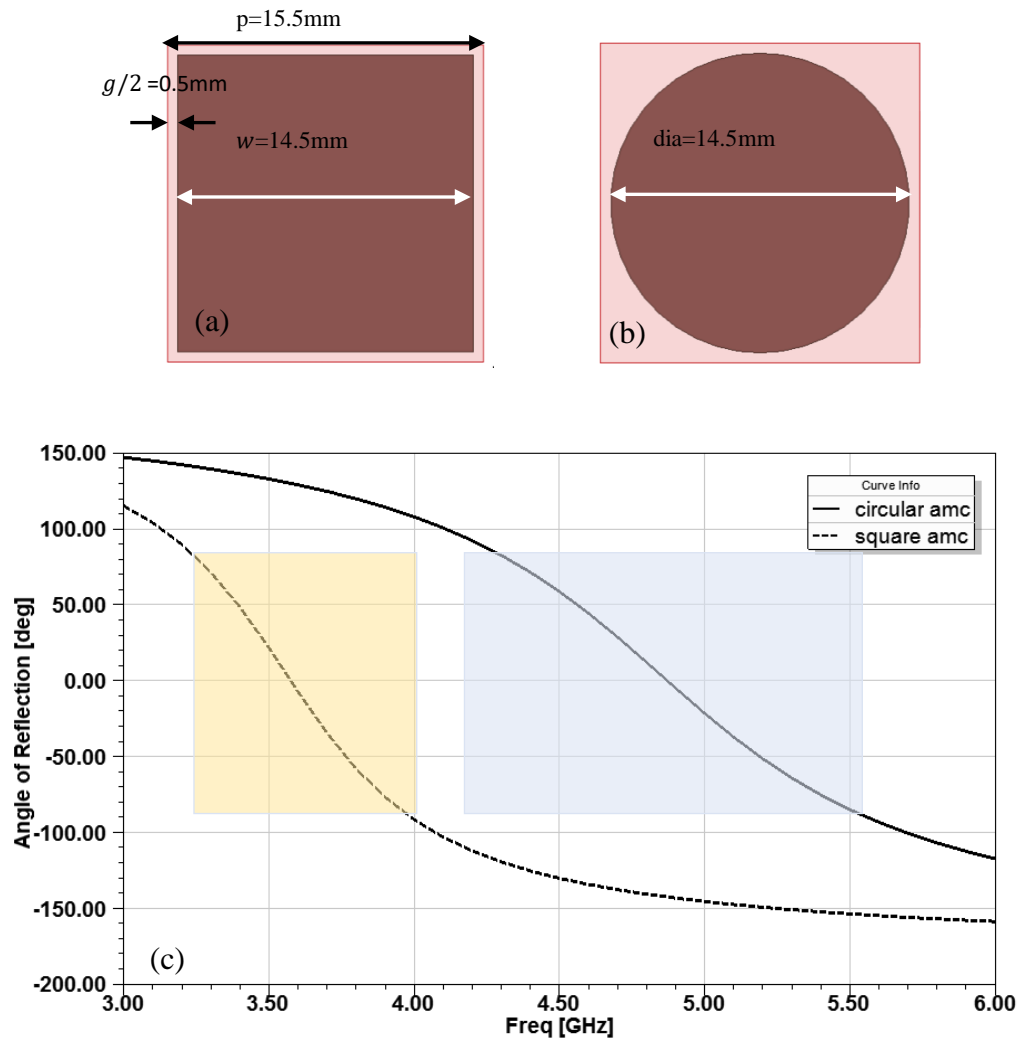 p=15.5mm
g/2 =0.5mm
w=14.5mm
dia=14.5mm
(a)
(b)
150.00
100.00
50.00
0.00
-50.00
-100.00
-150.00
-200.00
Angle of Reflection [deg]
Curve Info
circular amc
square amc
(c)
3.00
3.50
4.00
4.50
5.00
5.50
6.00
Freq [GHz]